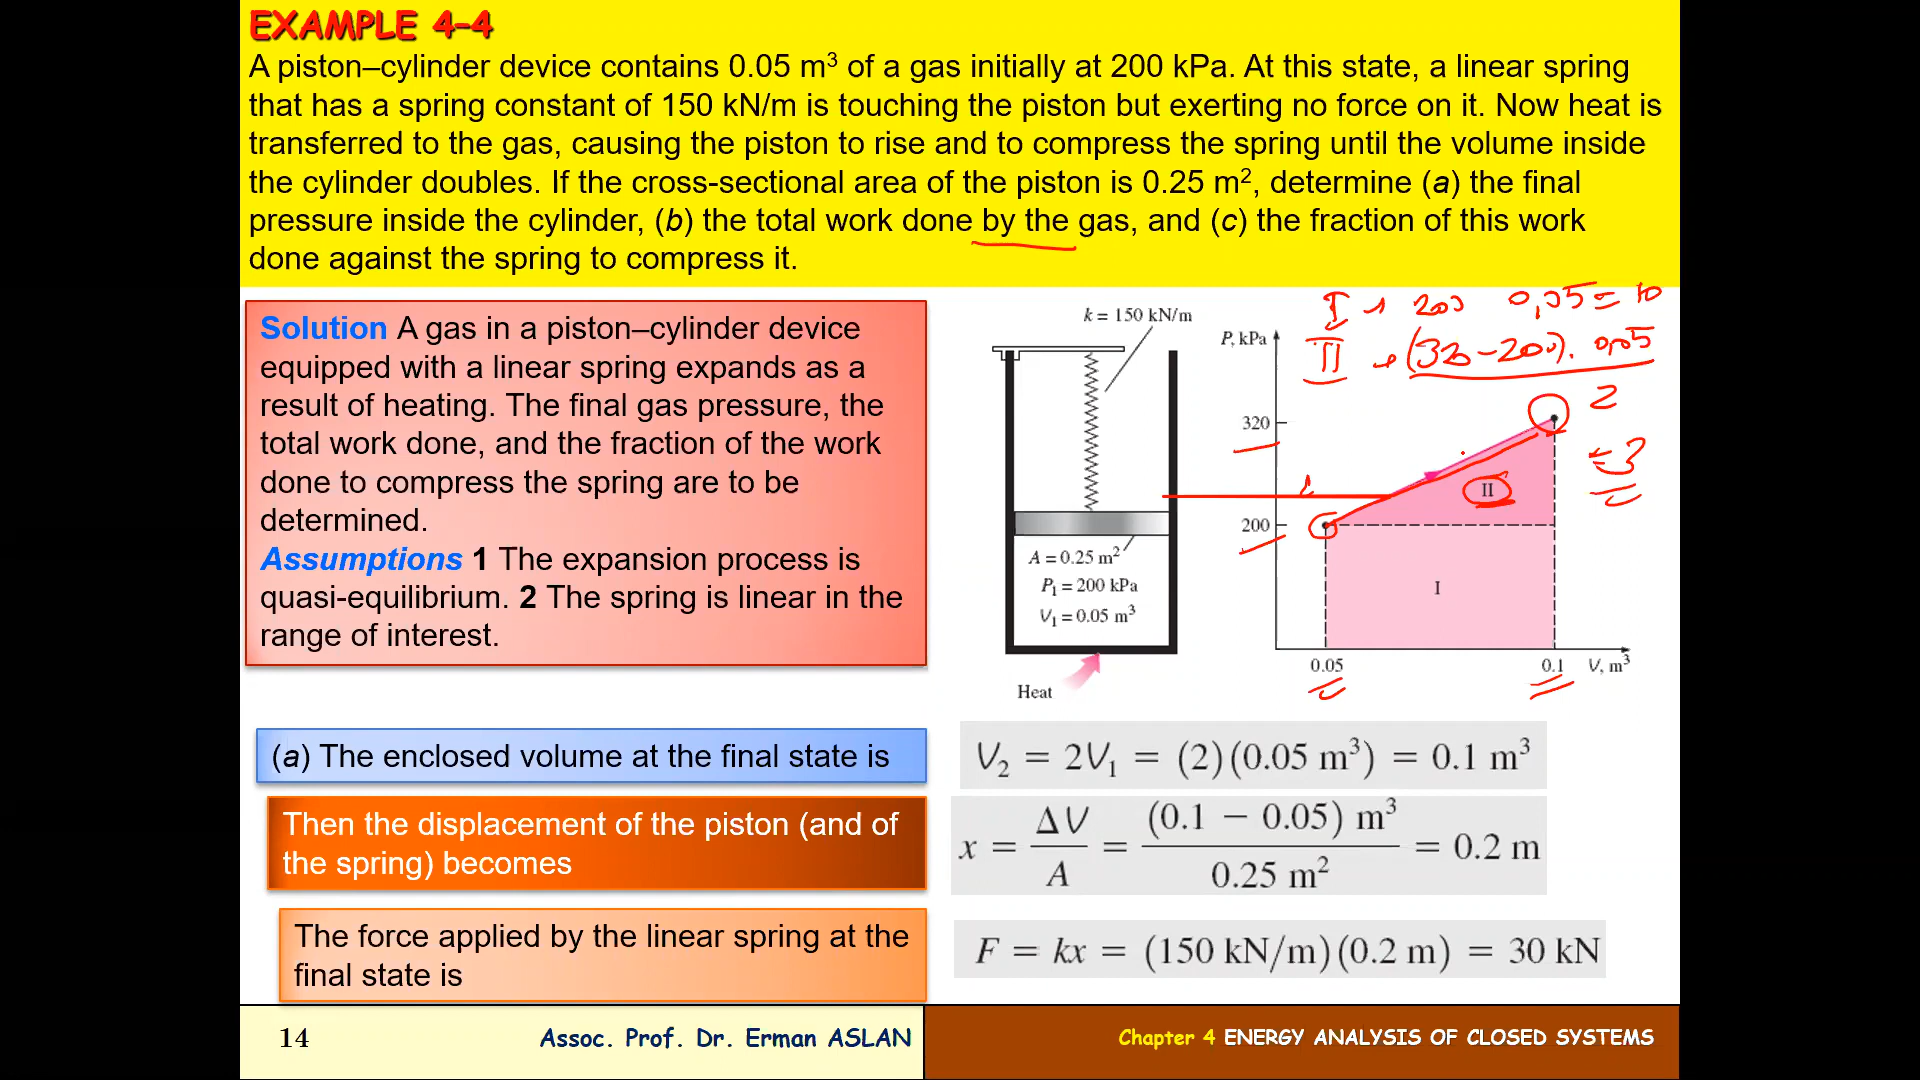 EXAMPLE 4–4
A piston–cylinder device contains 0.05 m³ of a gas initially at 200 kPa. At this state, a linear spring
that has a spring constant of 150 kN/m is touching the piston but exerting no force on it. Now heat is
transferred to the gas, causing the piston to rise and to compress the spring until the volume inside
the cylinder doubles. If the cross-sectional area of the piston is 0.25 m², determine (a) the final
pressure inside the cylinder, (b) the total work done by the gas, and (c) the fraction of this work
done against the spring to compress it.
Solution A gas in a piston–cylinder device
equipped with a linear spring expands as a
result of heating. The final gas pressure, the
total work done, and the fraction of the work
done to compress the spring are to be
determined.
Assumptions 1 The expansion process is
quasi-equilibrium. 2 The spring is linear in the
range of interest.
k = 150 kN/m
A = 0.25 m²
P₁ = 200 kPa
V₁ = 0.05 m³
Heat
I → 200 0,05 = 10
II → (320-200). 0,05
2
= 3
P, kPa
320
200
II
I
0.05
0.1
V, m³
(a) The enclosed volume at the final state is
V₂ = 2V₁ = (2)(0.05 m³) = 0.1 m³
Then the displacement of the piston (and of
the spring) becomes
x = ΔV / A = (0.1 − 0.05) m³ / 0.25 m² = 0.2 m
The force applied by the linear spring at the
final state is
F = kx = (150 kN/m)(0.2 m) = 30 kN
14
Assoc. Prof. Dr. Erman ASLAN
Chapter 4 ENERGY ANALYSIS OF CLOSED SYSTEMS